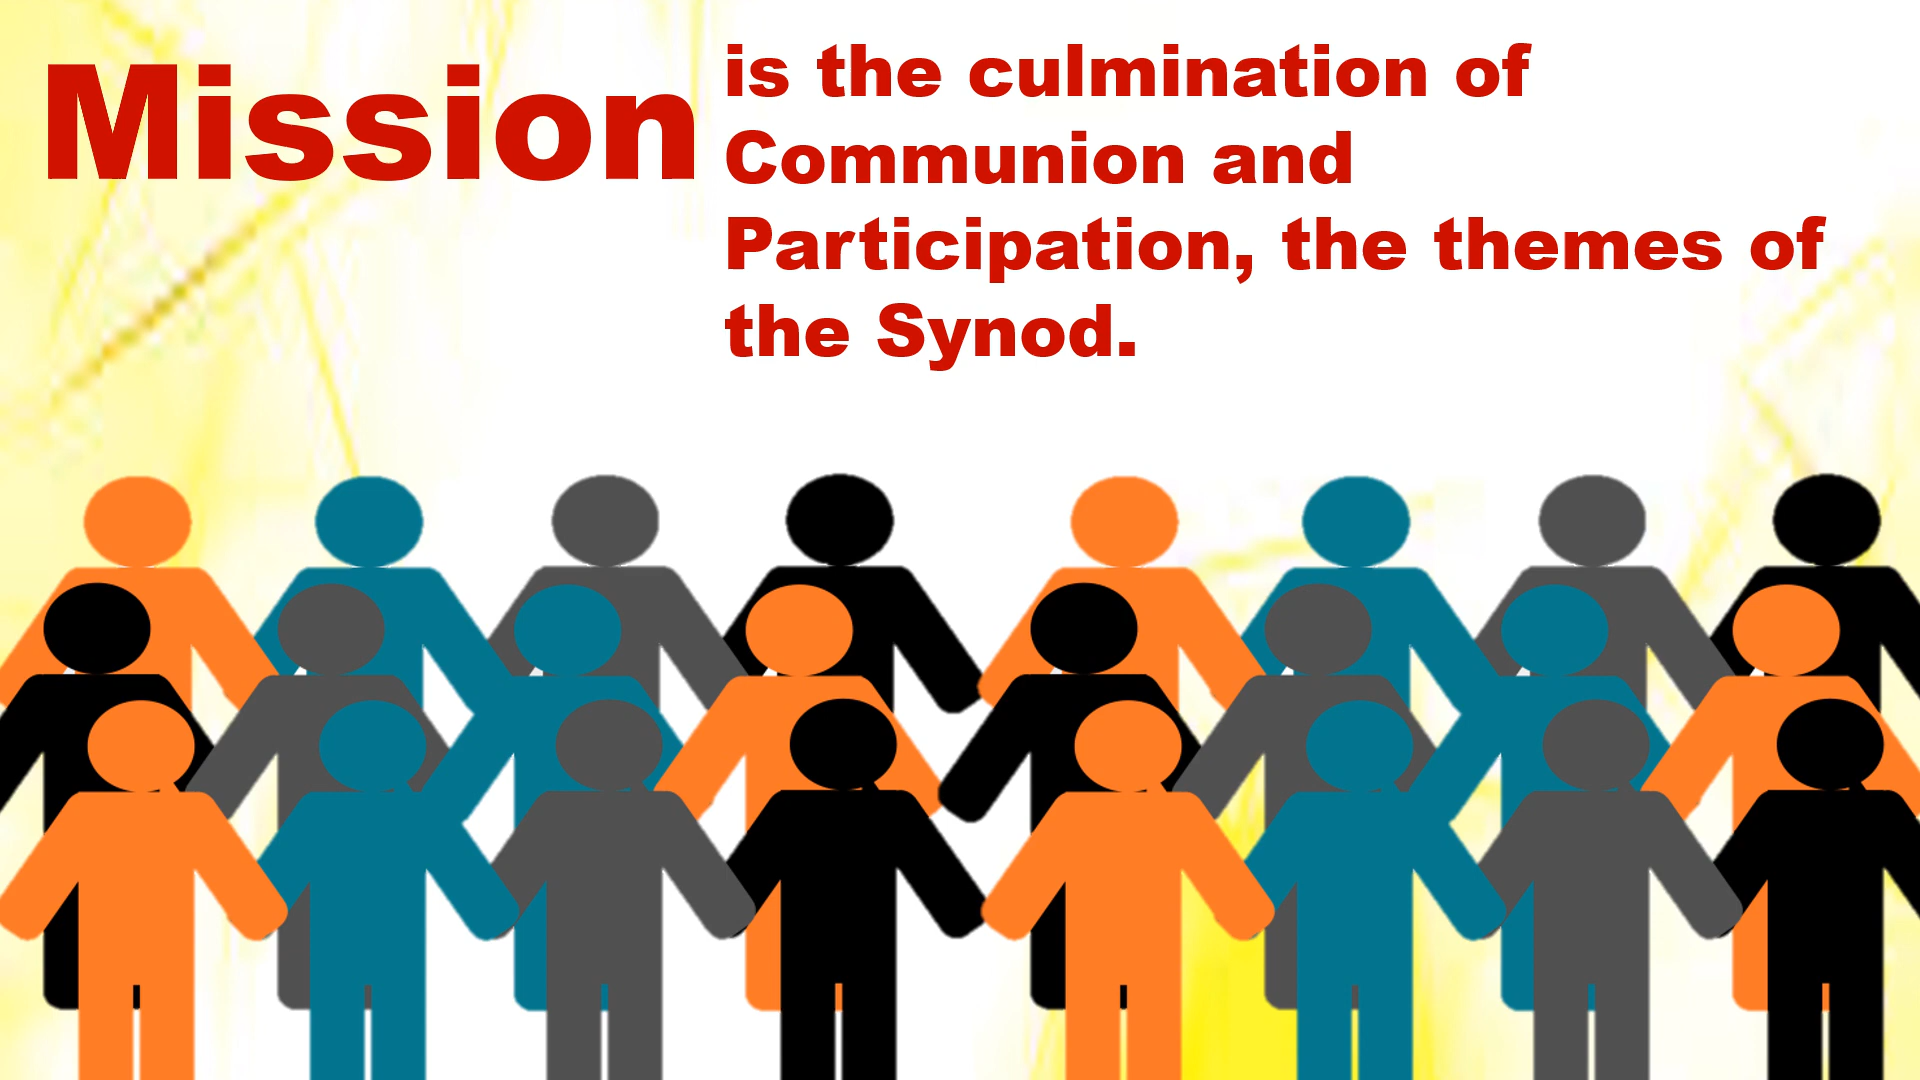 Mission is the culmination of
Communion and
Participation, the themes of
the Synod.